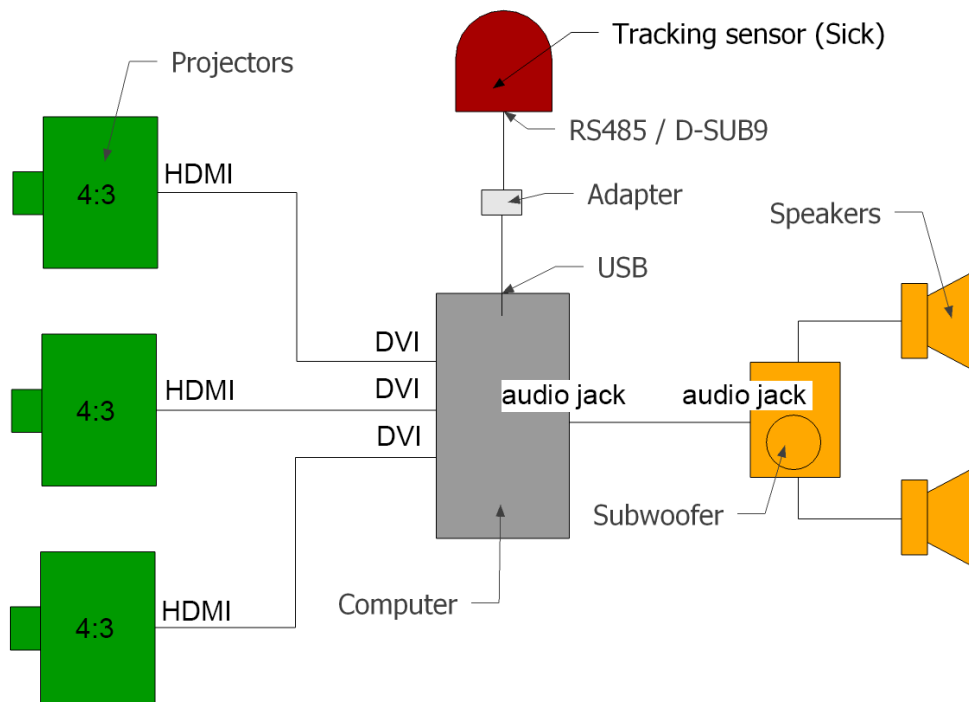 Tracking sensor (Sick)
Projectors
RS485 / D-SUB9
HDMI
4:3
Adapter
Speakers
USB
DVI
HDMI
DVI
4:3
audio jack
audio jack
DVI
Subwoofer
Computer
HDMI
4:3